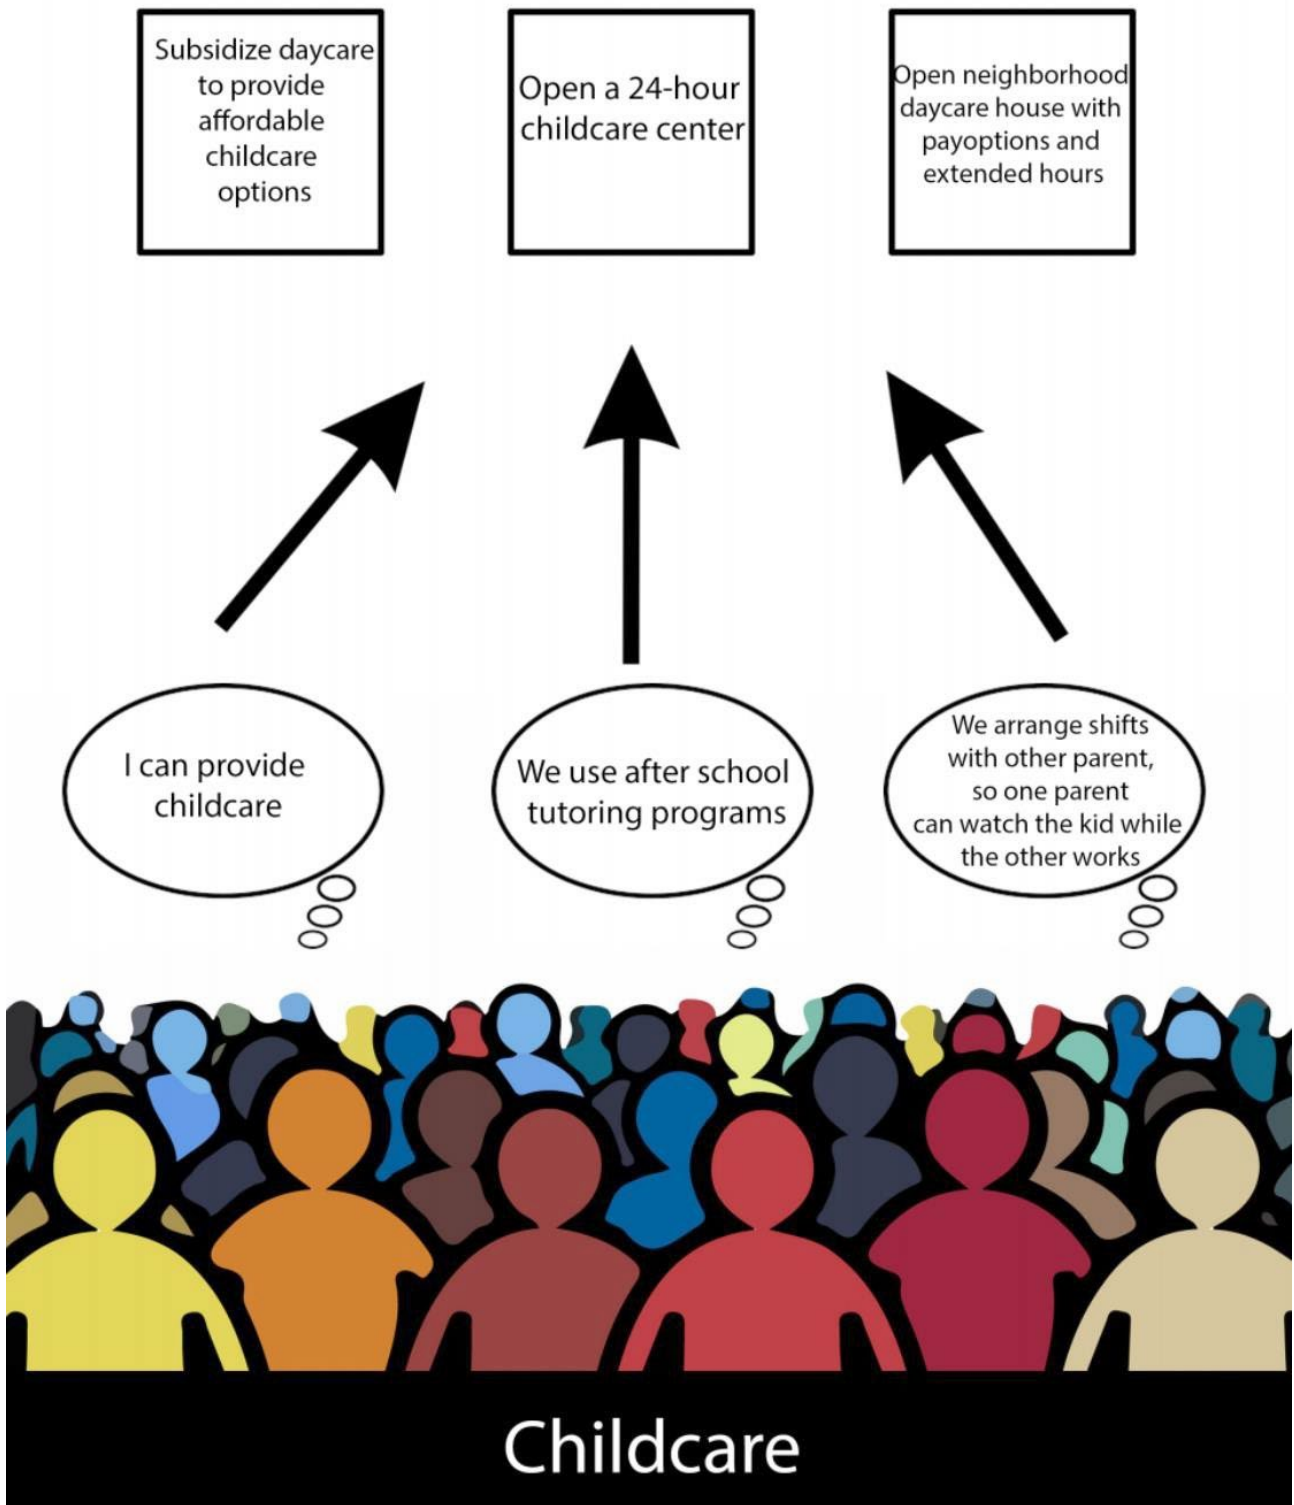 Subsidize daycare
to provide
affordable
childcare
options
Open a 24-hour
childcare center
Open neighborhood
daycare house with
payoptions and
extended hours
I can provide
childcare
We use after school
tutoring programs
We arrange shifts
with other parent,
so one parent
can watch the kid while
the other works
Childcare